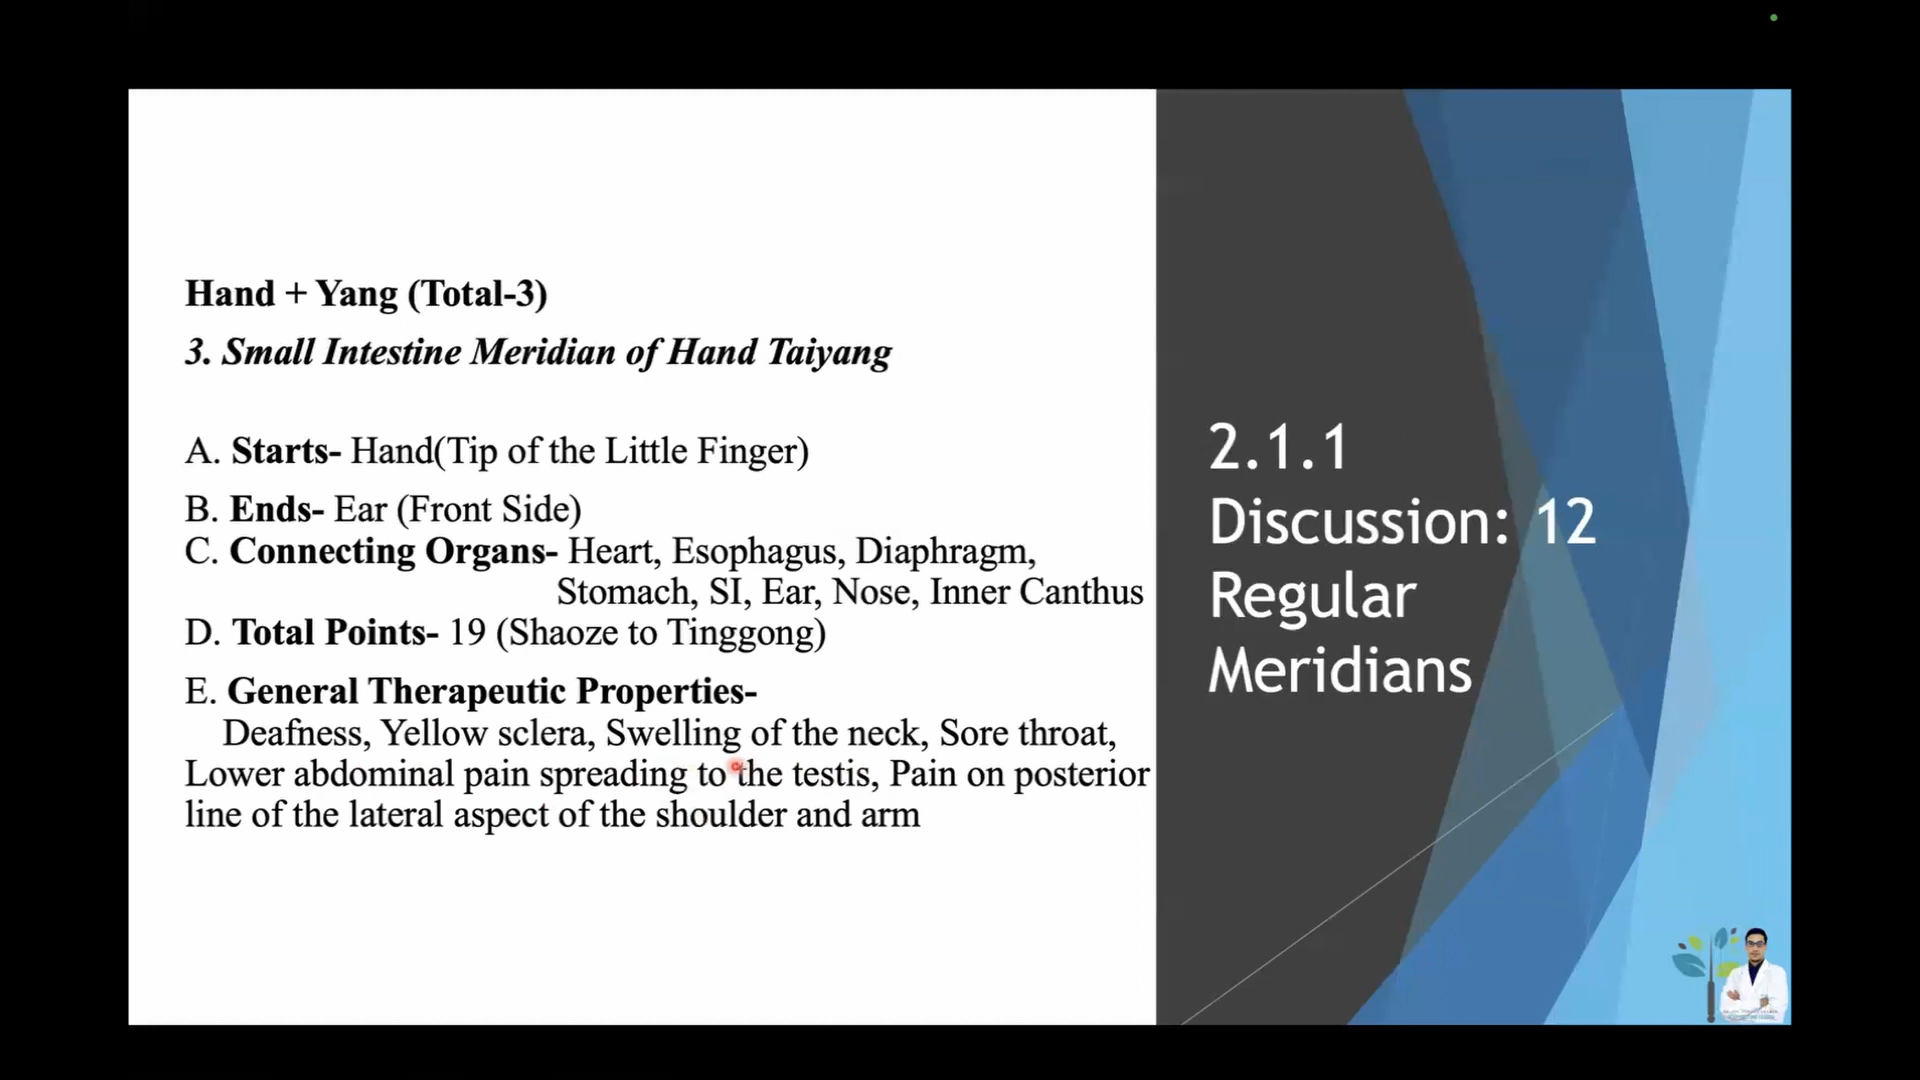 Hand + Yang (Total-3)
3. Small Intestine Meridian of Hand Taiyang
A. Starts- Hand(Tip of the Little Finger)
B. Ends- Ear (Front Side)
C. Connecting Organs- Heart, Esophagus, Diaphragm,
Stomach, SI, Ear, Nose, Inner Canthus
D. Total Points- 19 (Shaoze to Tinggong)
E. General Therapeutic Properties-
Deafness, Yellow sclera, Swelling of the neck, Sore throat,
Lower abdominal pain spreading to the testis, Pain on posterior
line of the lateral aspect of the shoulder and arm
2.1.1
Discussion: 12
Regular
Meridians